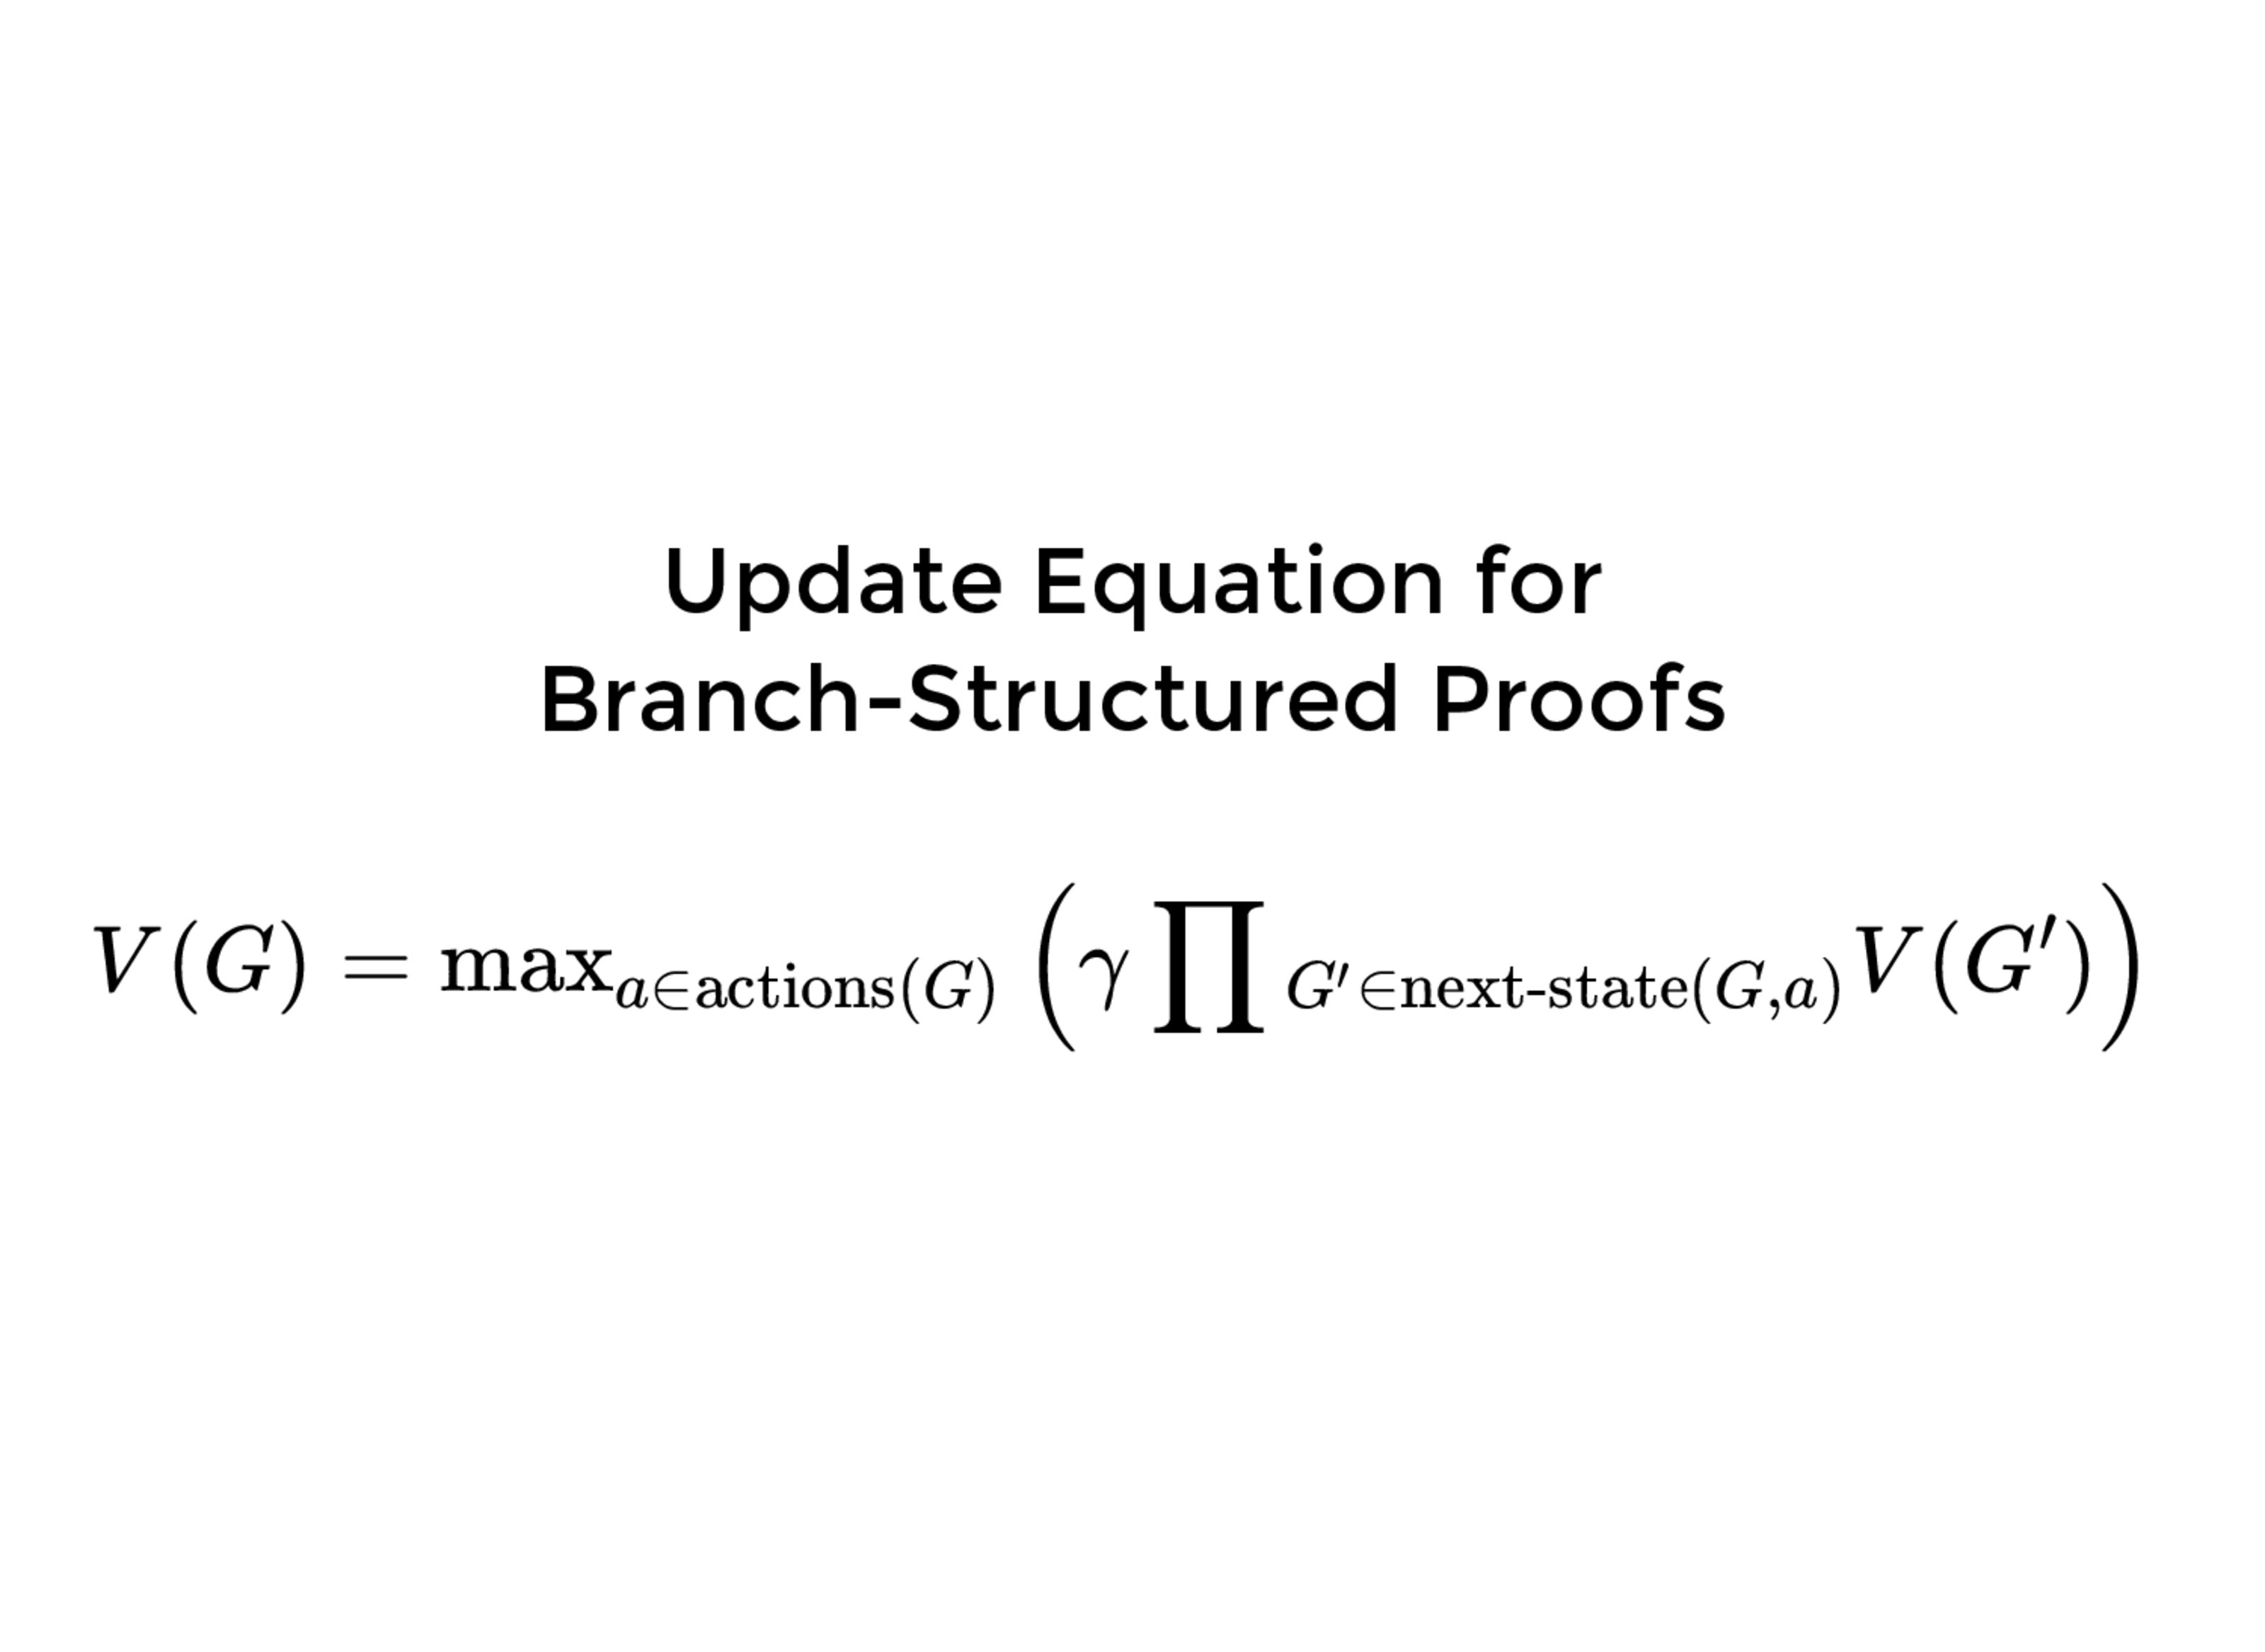 Update Equation for
Branch-Structured Proofs
V(G) = max_{a∈actions(G)} (γ ∏_{G′∈next-state(G,a)} V(G′))